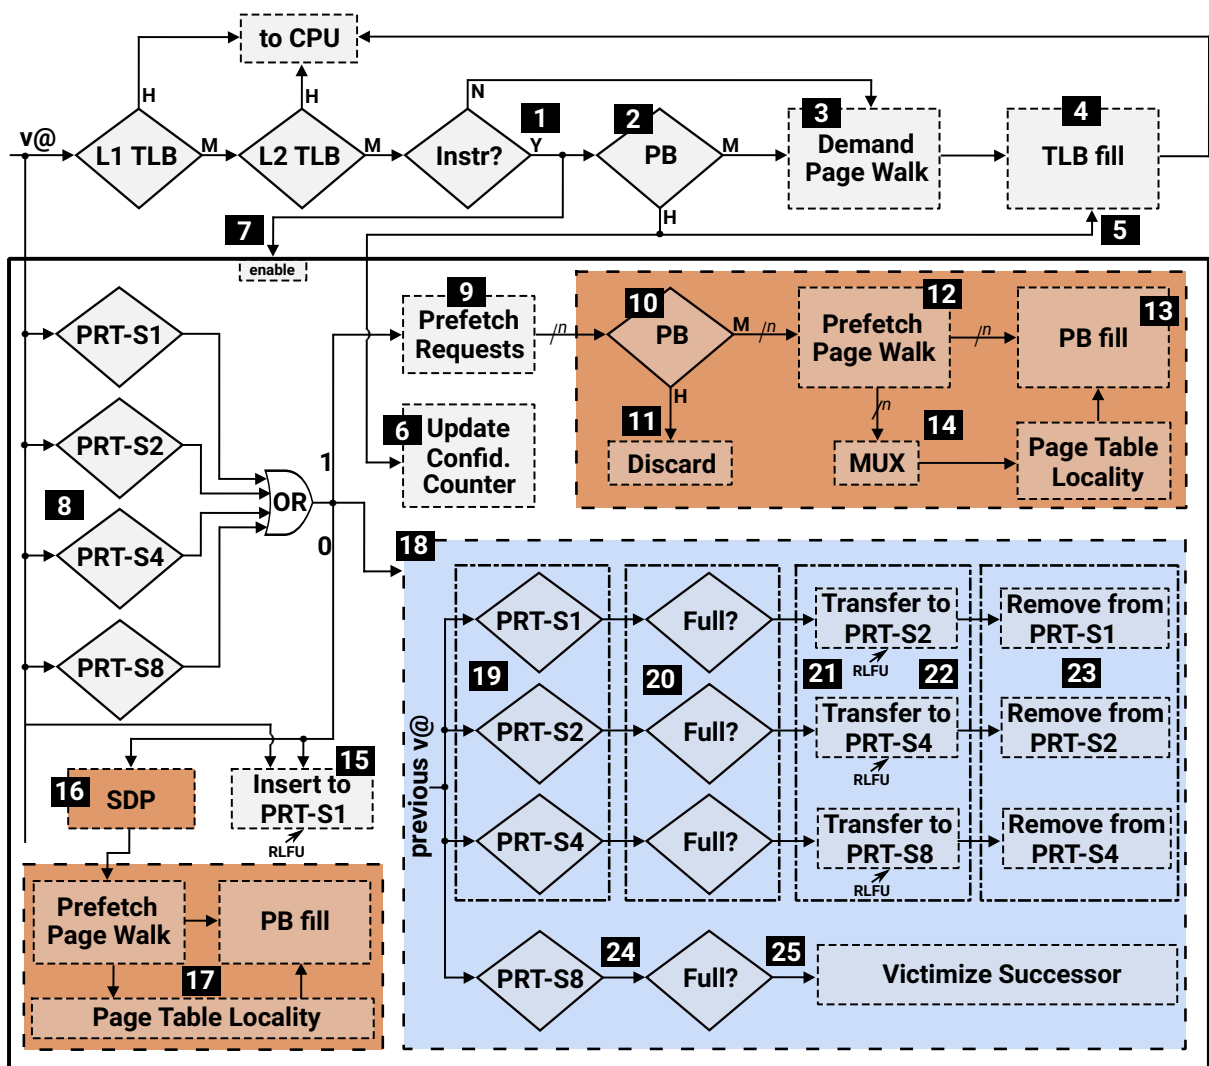 to CPU
H
H
N
1
2
3
4
v@
L1 TLB
M
L2 TLB
M
Instr?
Y
PB
M
Demand
Page Walk
TLB fill
H
7
5
enable
9
10
12
13
PRT-S1
Prefetch
Requests
n
PB
M
n
Prefetch
Page Walk
n
PB fill
H
n
11
14
6
Update
Confid.
Counter
Discard
MUX
Page Table
Locality
PRT-S2
1
8
OR
PRT-S4
0
18
PRT-S8
PRT-S1
Full?
Transfer to
PRT-S2
RLFU
Remove from
PRT-S1
19
20
21
22
23
previous v@
PRT-S2
Full?
Transfer to
PRT-S4
RLFU
Remove from
PRT-S2
PRT-S4
Full?
Transfer to
PRT-S8
RLFU
Remove from
PRT-S4
15
16
SDP
Insert to
PRT-S1
RLFU
Prefetch
Page Walk
PB fill
17
Page Table Locality
24
25
PRT-S8
Full?
Victimize Successor